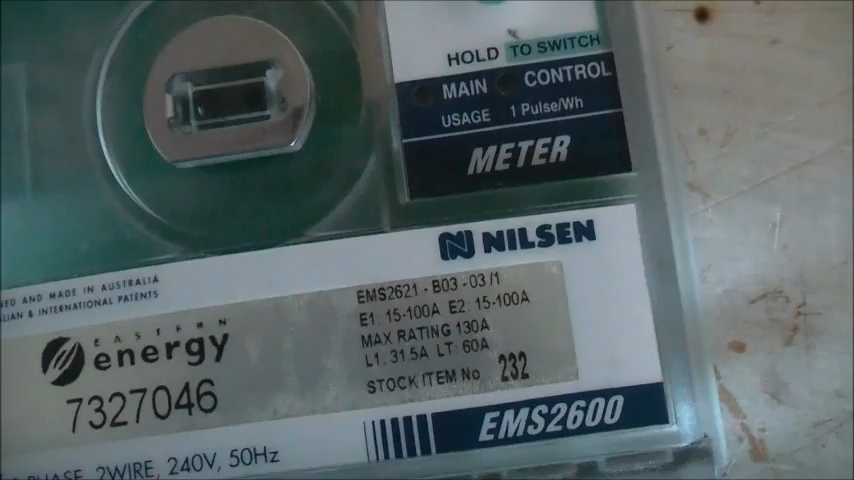 HOLD TO SWITCH
MAIN CONTROL
USAGE 1 Pulse/Wh
METER
NILSEN
RED AND MADE IN AUSTRALIA
LIAN & INTERNATIONAL PATENTS
EMS2621 - B03 - 03/1
E1: 15-100A E2: 15-100A
MAX RATING 130A
L1: 31.5A LT: 60A
STOCK ITEM No 232
EASTERN
energy
7327046
EMS2600
PHASE, 2WIRE, 240V, 50Hz